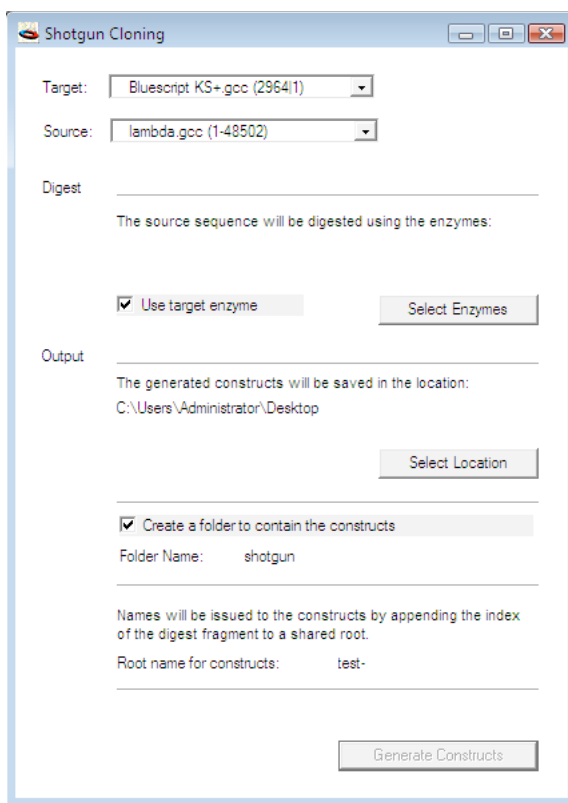 Shotgun Cloning
Target: Bluescript KS+.gcc (2964|1)
Source: lambda.gcc (1-48502)
Digest
The source sequence will be digested using the enzymes:
Use target enzyme Select Enzymes
Output
The generated constructs will be saved in the location:
C:\Users\Administrator\Desktop
Select Location
Create a folder to contain the constructs
Folder Name: shotgun
Names will be issued to the constructs by appending the index
of the digest fragment to a shared root.
Root name for constructs: test-
Generate Constructs